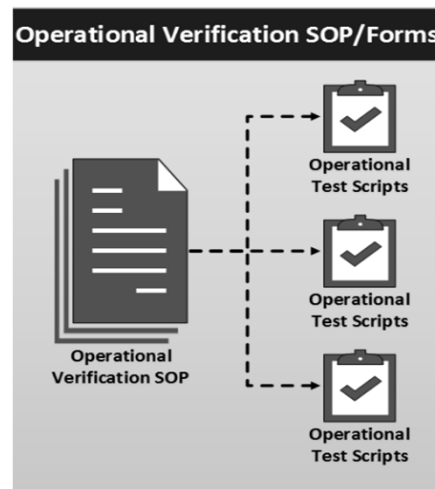 Operational Verification SOP/Forms
Operational
Test Scripts
Operational
Test Scripts
Operational
Verification SOP
Operational
Test Scripts